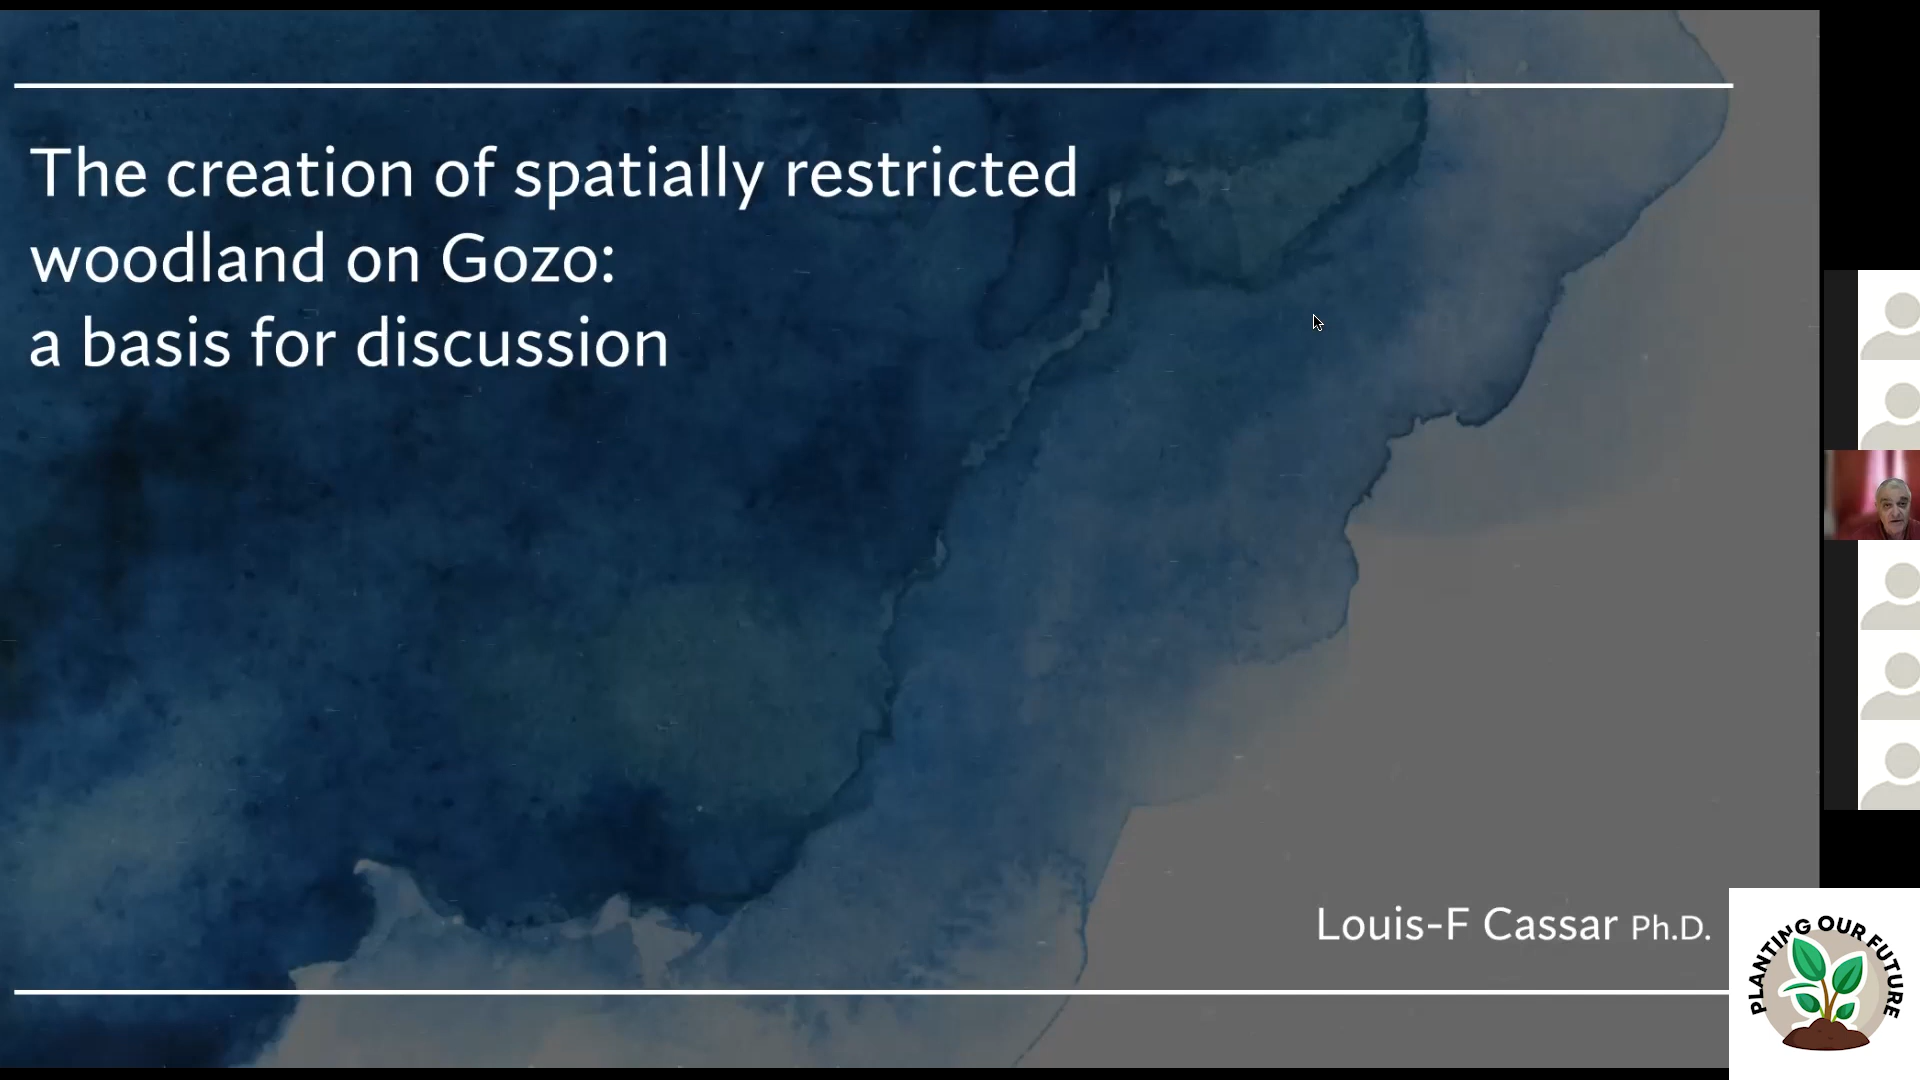 The creation of spatially restricted
woodland on Gozo:
a basis for discussion
Louis-F Cassar Ph.D.
PLANTING OUR FUTURE